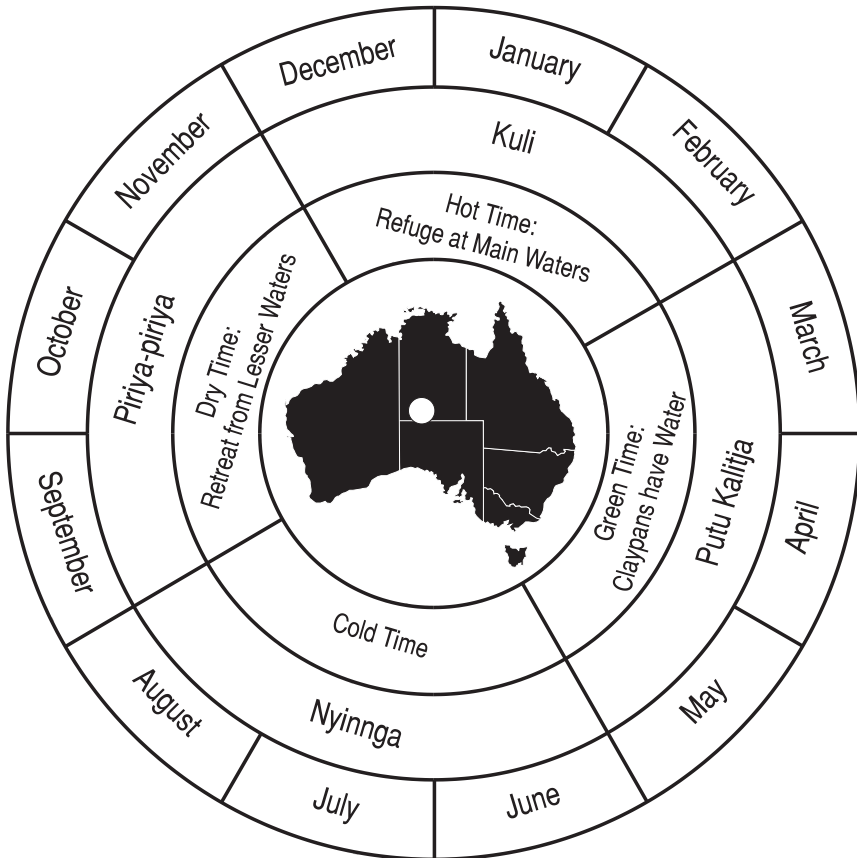 January
February
March
April
May
June
July
August
September
October
November
December
Kuli
Putu Kalitja
Nyinnga
Piriya-piriya
Hot Time:
Refuge at Main Waters
Green Time:
Claypans have Water
Cold Time
Dry Time:
Retreat from Lesser Waters